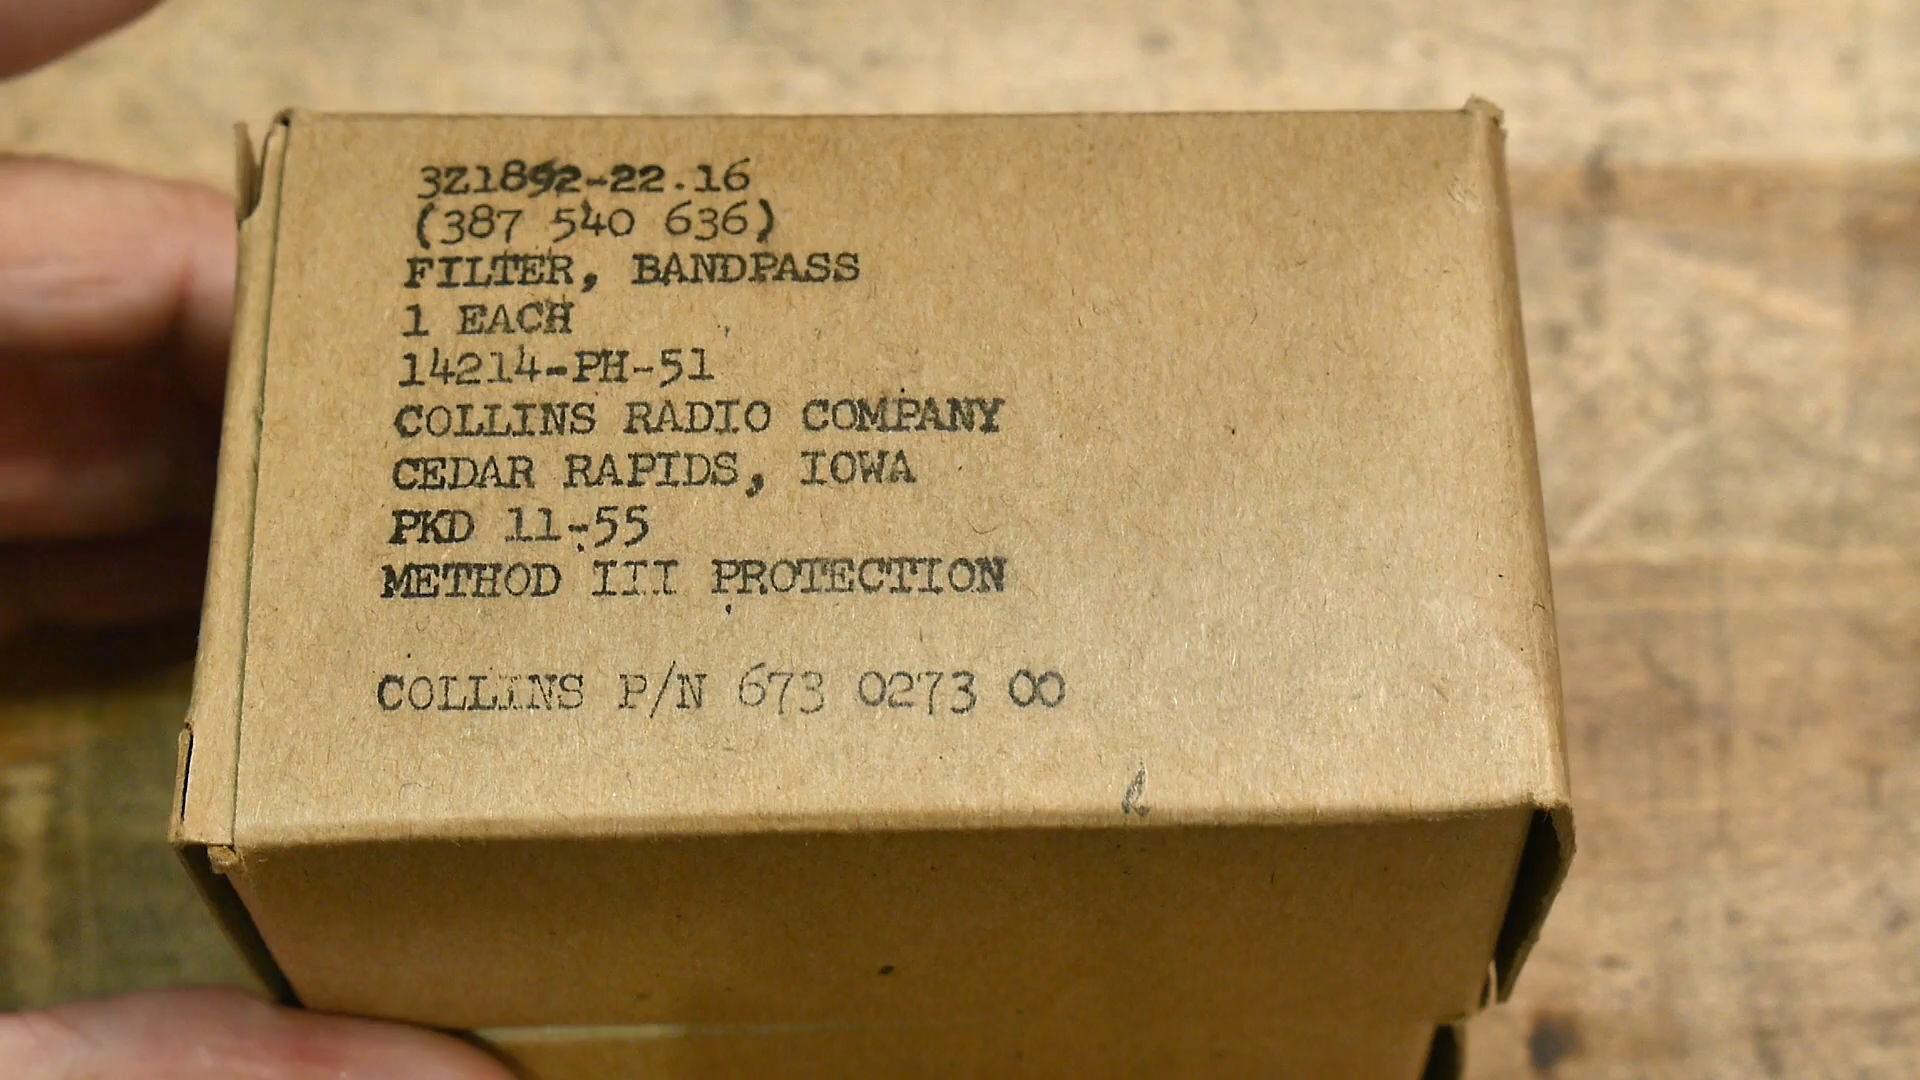 3Z1892-22.16
(387 540 636)
FILTER, BANDPASS
1 EACH
14214-PH-51
COLLINS RADIO COMPANY
CEDAR RAPIDS, IOWA
PKD 11-55
METHOD III PROTECTION
COLLINS P/N 673 0273 00